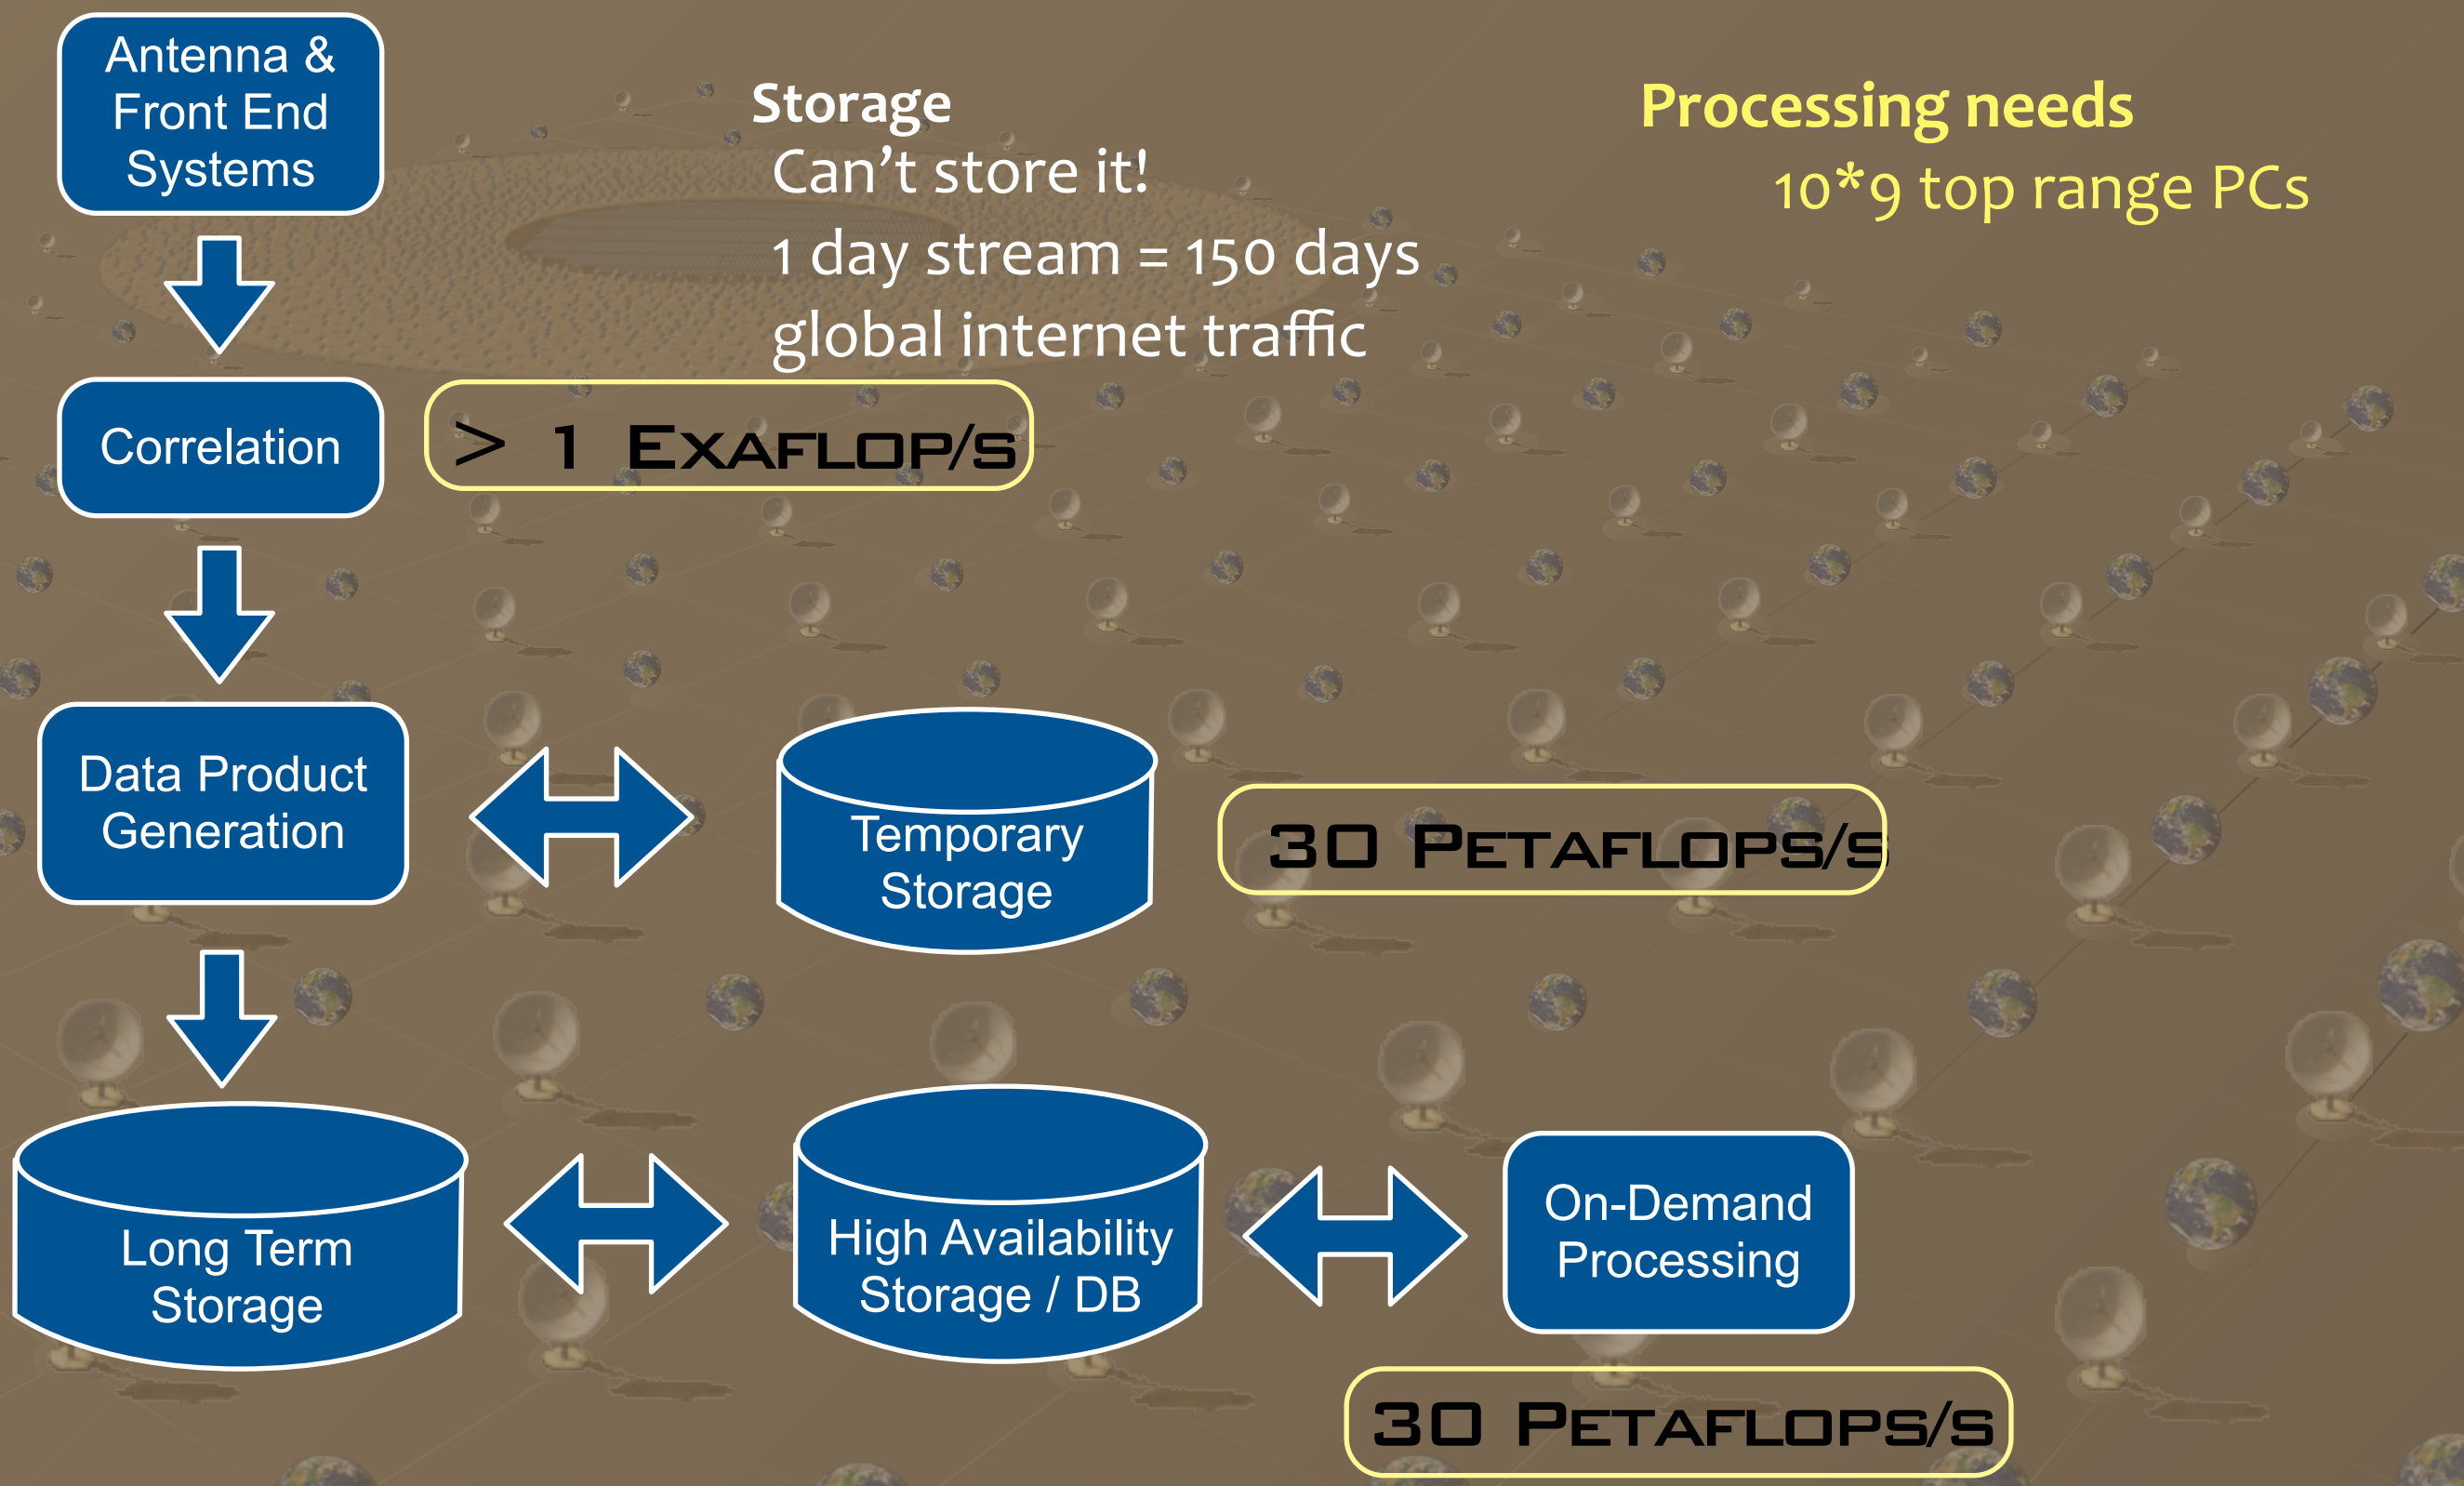 Antenna &
Front End
Systems
Storage
Can’t store it!
1 day stream = 150 days
global internet traffic
Processing needs
10*9 top range PCs
Correlation
> 1 Exaflop/s
Data Product
Generation
Temporary
Storage
30 Petaflops/s
Long Term
Storage
High Availability
Storage / DB
On-Demand
Processing
30 Petaflops/s